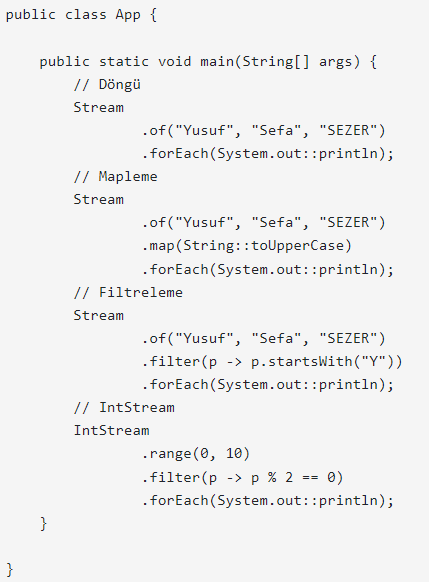 public class App {
    public static void main(String[] args) {
        // Döngü
        Stream
                .of("Yusuf", "Sefa", "SEZER")
                .forEach(System.out::println);
        // Mapleme
        Stream
                .of("Yusuf", "Sefa", "SEZER")
                .map(String::toUpperCase)
                .forEach(System.out::println);
        // Filtreleme
        Stream
                .of("Yusuf", "Sefa", "SEZER")
                .filter(p -> p.startsWith("Y"))
                .forEach(System.out::println);
        // IntStream
        IntStream
                .range(0, 10)
                .filter(p -> p % 2 == 0)
                .forEach(System.out::println);
    }
}